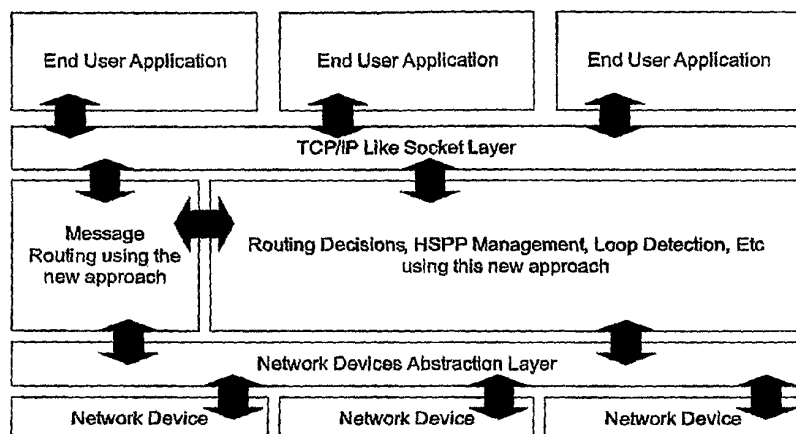 End User Application
End User Application
End User Application
TCP/IP Like Socket Layer
Message
Routing using the
new approach
Routing Decisions, HSPP Management, Loop Detection, Etc
using this new approach
Network Devices Abstraction Layer
Network Device
Network Device
Network Device